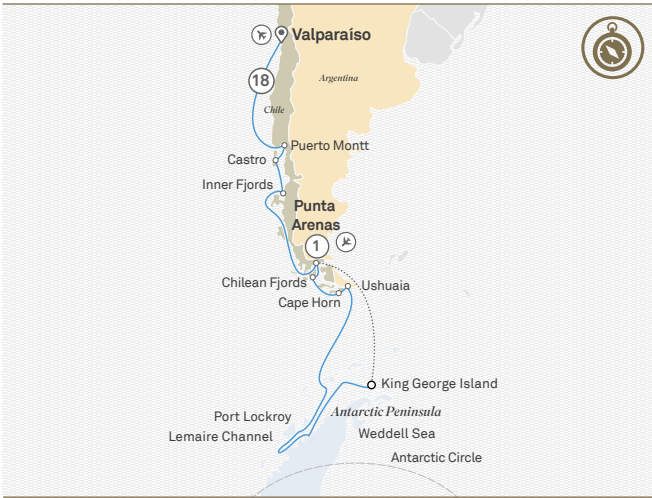 Valparaíso
Argentina
18
Chile
Puerto Montt
Castro
Inner Fjords
Punta
Arenas
1
Chilean Fjords
Ushuaia
Cape Horn
King George Island
Antarctic Peninsula
Port Lockroy
Weddell Sea
Lemaire Channel
Antarctic Circle